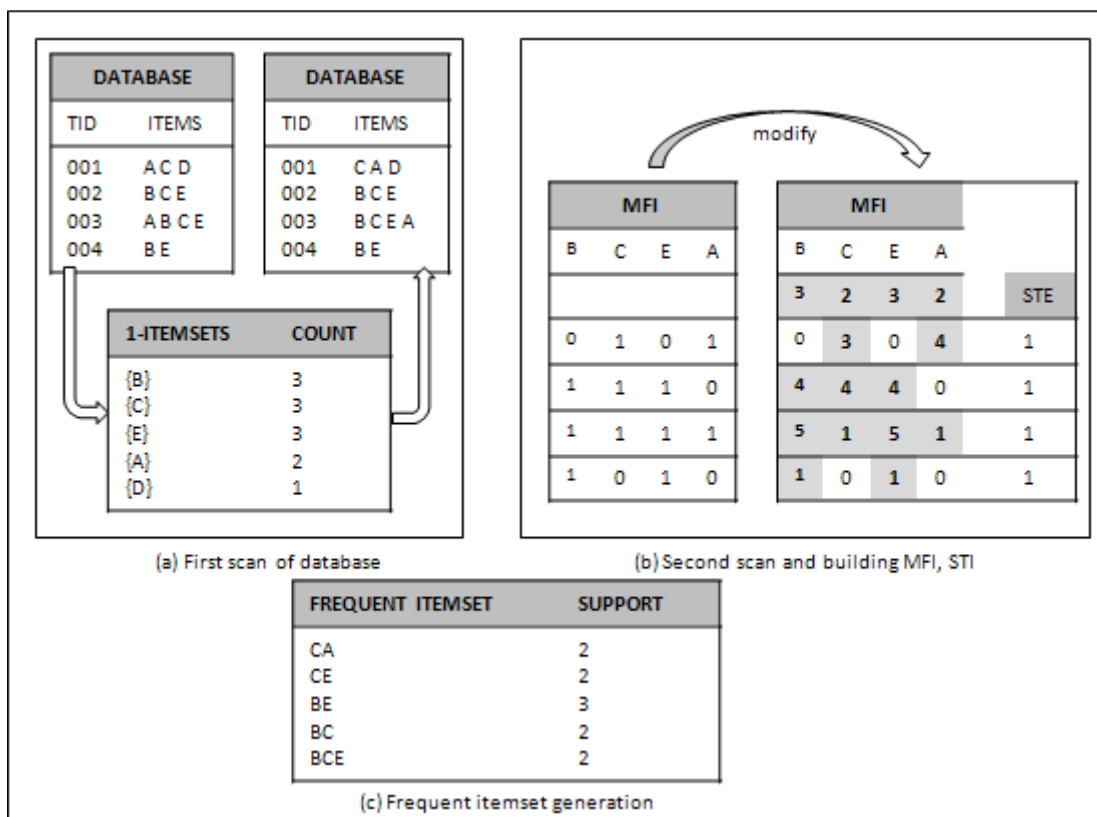 DATABASE
TID ITEMS
001 A C D
002 B C E
003 A B C E
004 B E
DATABASE
TID ITEMS
001 C A D
002 B C E
003 B C E A
004 B E
1-ITEMSETS COUNT
{B} 3
{C} 3
{E} 3
{A} 2
{D} 1
(a) First scan of database
modify
MFI
B C E A
0 1 0 1
1 1 1 0
1 1 1 1
1 0 1 0
MFI
B C E A
3 2 3 2 STE
0 3 0 4 1
4 4 4 0 1
5 1 5 1 1
1 0 1 0 1
(b) Second scan and building MFI, STI
FREQUENT ITEMSET SUPPORT
CA 2
CE 2
BE 3
BC 2
BCE 2
(c) Frequent itemset generation